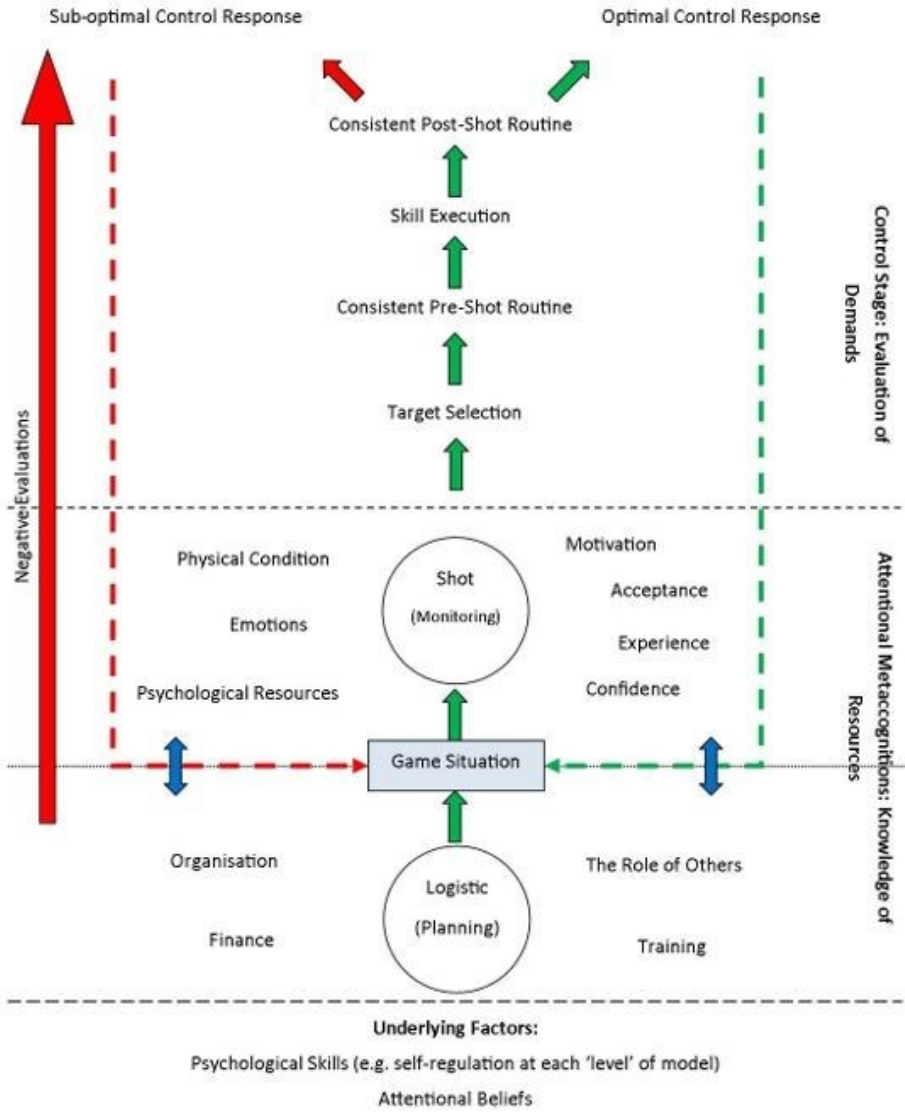 Sub-optimal Control Response
Optimal Control Response
Consistent Post-Shot Routine
Skill Execution
Consistent Pre-Shot Routine
Target Selection
Control Stage: Evaluation of
Demands
Negative Evaluations
Physical Condition
Emotions
Psychological Resources
Shot
(Monitoring)
Motivation
Acceptance
Experience
Confidence
Attentional Metaccognitions: Knowledge of
Resources
Game Situation
Organisation
Finance
Logistic
(Planning)
The Role of Others
Training
Underlying Factors:
Psychological Skills (e.g. self-regulation at each ‘level’ of model)
Attentional Beliefs